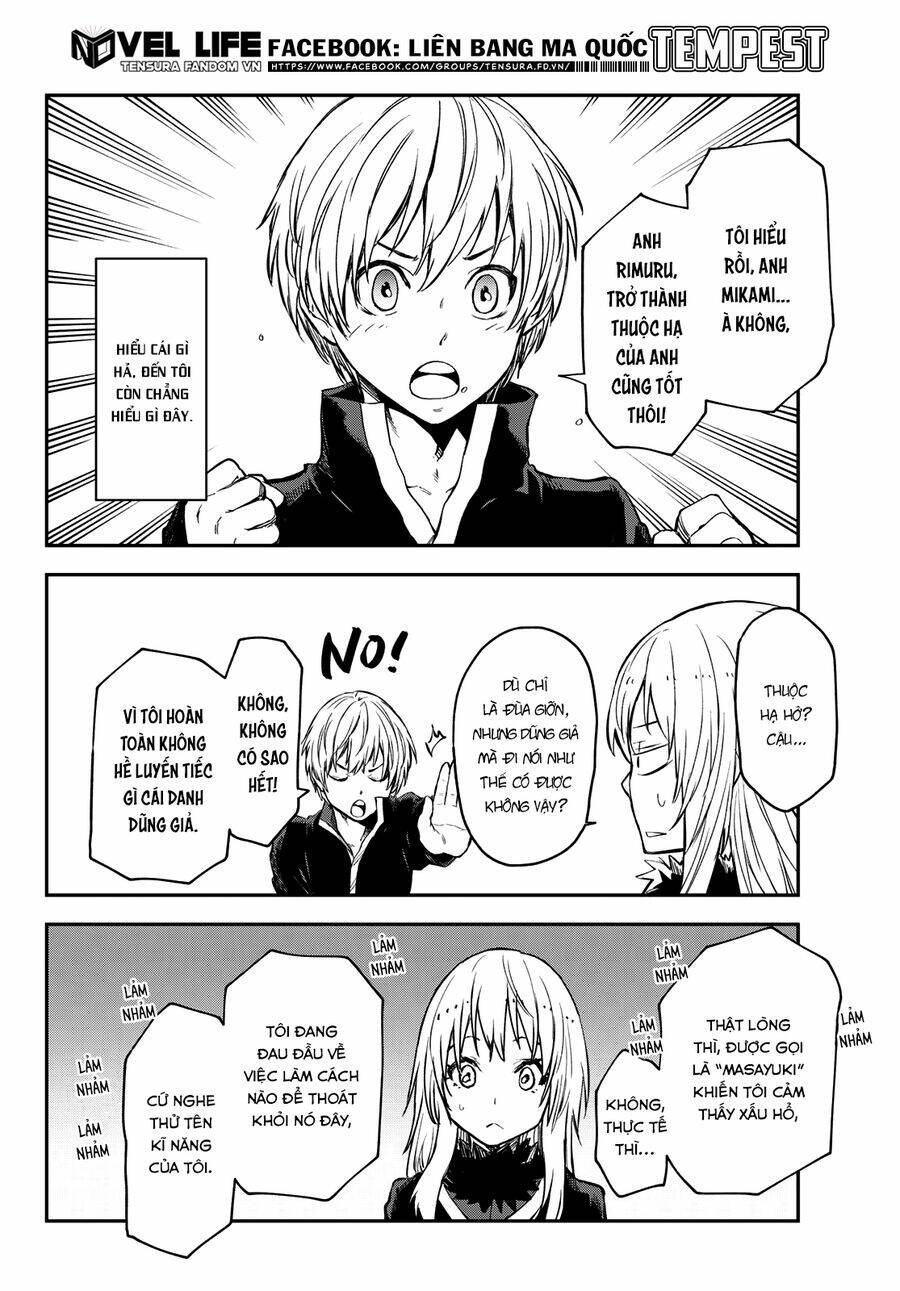 NOVEL LIFE
TENSURA FANDOM VN
FACEBOOK: LIÊN BANG MA QUỐC
HTTPS://WWW.FACEBOOK.COM/GROUPS/TENSURA.FD.VN/
TEMPEST
TÔI HIỂU
RỒI, ANH
MIKAMI...
À KHÔNG,
ANH
RIMURU,
TRỞ THÀNH
THUỘC HẠ
CỦA ANH
CŨNG TỐT
THÔI!
HIỂU CÁI GÌ
HẢ, ĐẾN TÔI
CÒN CHẲNG
HIỂU GÌ ĐÂY.
THUỘC
HẠ HỚ?
CẬU...
DÙ CHỈ
LÀ ĐÙA GIỠN,
NHƯNG DŨNG GIẢ
MÀ ĐI NÓI NHƯ
THẾ CÓ ĐƯỢC
KHÔNG VẬY?
NO!
KHÔNG,
KHÔNG
CÓ SAO
HẾT!
VÌ TÔI HOÀN
TOÀN KHÔNG
HỀ LUYẾN TIẾC
GÌ CÁI DANH
DŨNG GIẢ.
LẢM
NHẢM
THẬT LÒNG
THÌ, ĐƯỢC GỌI
LÀ “MASAYUKI”
KHIẾN TÔI CẢM
THẤY XẤU HỔ,
LẢM
NHẢM
LẢM
NHẢM
KHÔNG,
THỰC TẾ
THÌ...
LẢM
NHẢM
TÔI ĐANG
ĐAU ĐẦU VỀ
VIỆC LÀM CÁCH
NÀO ĐỂ THOÁT
KHỎI NÓ ĐÂY,
LẢM
NHẢM
CỨ NGHE
THỬ TÊN
KĨ NĂNG
CỦA TÔI.
LẢM
NHẢM
LẢM
NHẢM